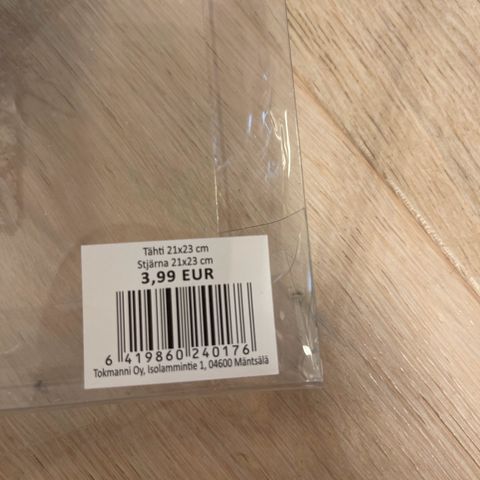 Tähti 21x23 cm
Stjärna 21x23 cm
3,99 EUR
6 419860 240176
Tokmanni Oy, Isolammintie 1, 04600 Mäntsälä